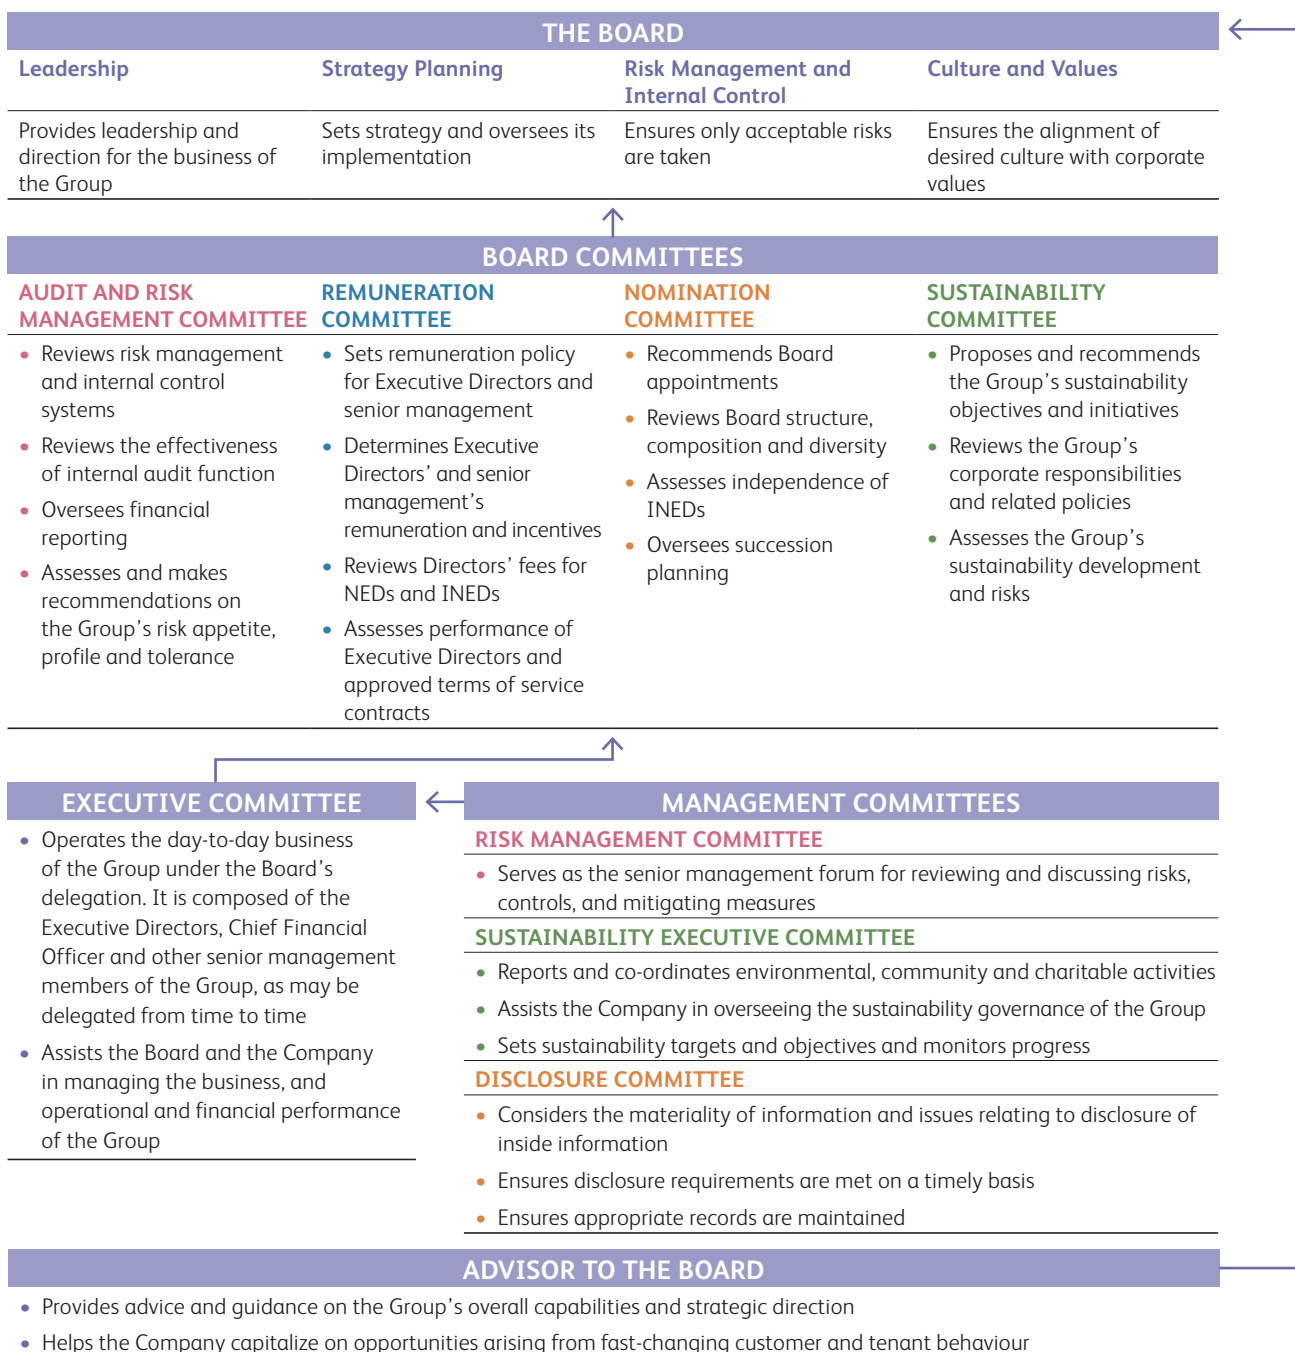 THE BOARD
Leadership
Provides leadership and
direction for the business of
the Group
Strategy Planning
Sets strategy and oversees its
implementation
Risk Management and
Internal Control
Ensures only acceptable risks
are taken
Culture and Values
Ensures the alignment of
desired culture with corporate
values
BOARD COMMITTEES
AUDIT AND RISK
MANAGEMENT COMMITTEE
• Reviews risk management
and internal control
systems
• Reviews the effectiveness
of internal audit function
• Oversees financial
reporting
• Assesses and makes
recommendations on
the Group’s risk appetite,
profile and tolerance
REMUNERATION
COMMITTEE
• Sets remuneration policy
for Executive Directors and
senior management
• Determines Executive
Directors’ and senior
management’s
remuneration and incentives
• Reviews Directors’ fees for
NEDs and INEDs
• Assesses performance of
Executive Directors and
approved terms of service
contracts
NOMINATION
COMMITTEE
• Recommends Board
appointments
• Reviews Board structure,
composition and diversity
• Assesses independence of
INEDs
• Oversees succession
planning
SUSTAINABILITY
COMMITTEE
• Proposes and recommends
the Group’s sustainability
objectives and initiatives
• Reviews the Group’s
corporate responsibilities
and related policies
• Assesses the Group’s
sustainability development
and risks
EXECUTIVE COMMITTEE
• Operates the day-to-day business
of the Group under the Board’s
delegation. It is composed of the
Executive Directors, Chief Financial
Officer and other senior management
members of the Group, as may be
delegated from time to time
• Assists the Board and the Company
in managing the business, and
operational and financial performance
of the Group
MANAGEMENT COMMITTEES
RISK MANAGEMENT COMMITTEE
• Serves as the senior management forum for reviewing and discussing risks,
controls, and mitigating measures
SUSTAINABILITY EXECUTIVE COMMITTEE
• Reports and co-ordinates environmental, community and charitable activities
• Assists the Company in overseeing the sustainability governance of the Group
• Sets sustainability targets and objectives and monitors progress
DISCLOSURE COMMITTEE
• Considers the materiality of information and issues relating to disclosure of
inside information
• Ensures disclosure requirements are met on a timely basis
• Ensures appropriate records are maintained
ADVISOR TO THE BOARD
• Provides advice and guidance on the Group’s overall capabilities and strategic direction
• Helps the Company capitalize on opportunities arising from fast-changing customer and tenant behaviour